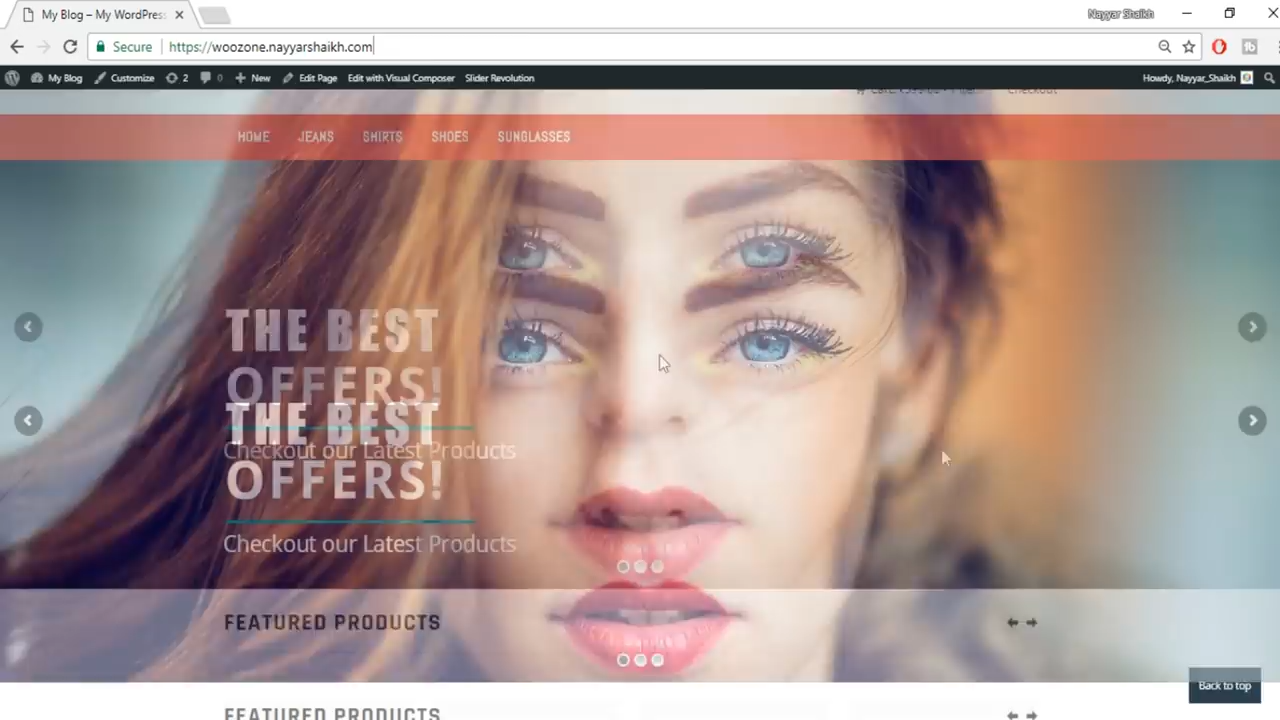 My Blog – My WordPres
Nayyar Shaikh
Secure
https://woozone.nayyarshaikh.com
My Blog
Customize
2
0
New
Edit Page
Edit with Visual Composer
Slider Revolution
Howdy, Nayyar_Shaikh
Checkout
HOME JEANS SHIRTS SHOES SUNGLASSES
THE BEST
OFFERS!
THE BEST
Checkout our Latest Products
OFFERS!
Checkout our Latest Products
FEATURED PRODUCTS
Back to top
FEATURED PRODUCTS